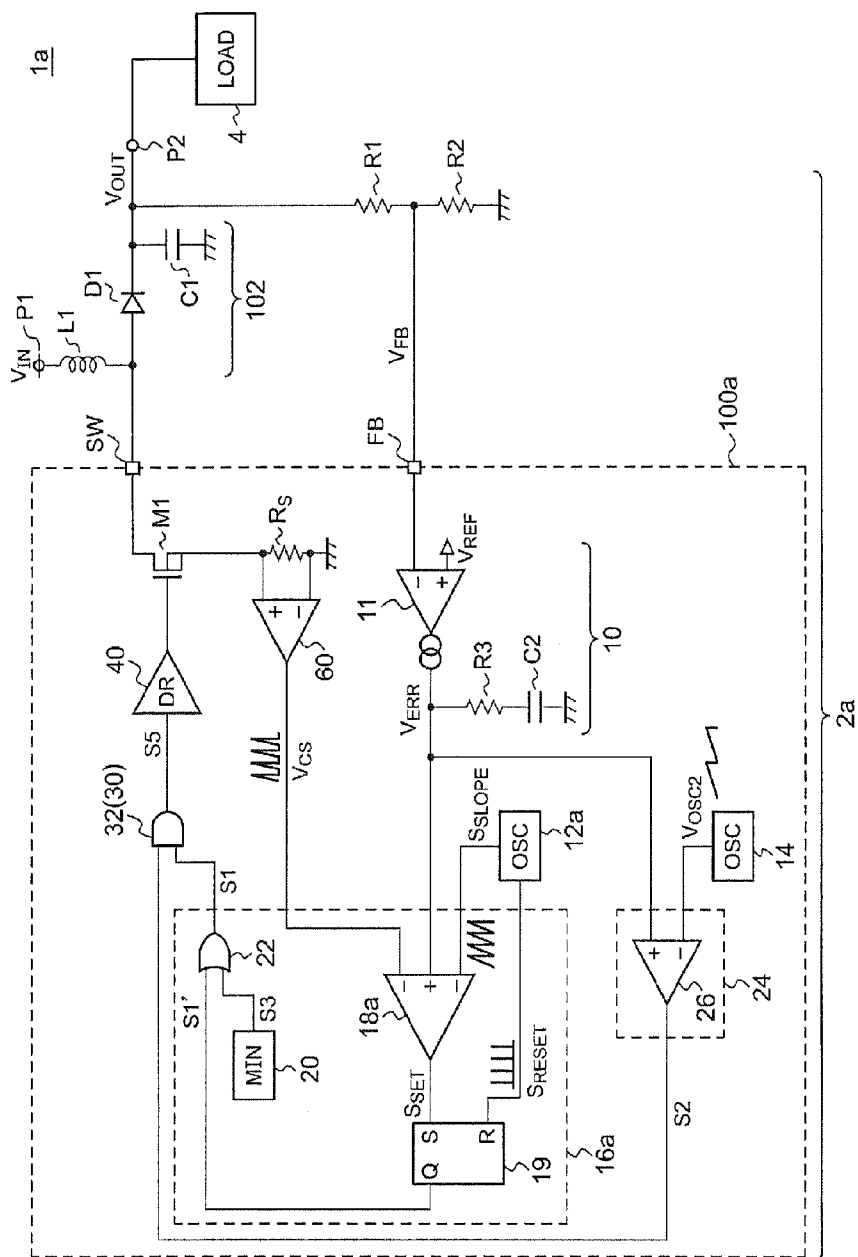 1a
LOAD
4
P2
VOUT
R1
R2
C1
102
D1
VIN
P1
L1
VFB
SW
FB
100a
M1
RS
VREF
+
−
60
−
+
11
10
R3
C2
VERR
40
DR
S5
VCS
32(30)
S1
SSLOPE
OSC
12a
VOSC2
OSC
14
2a
22
S1'
S3
MIN
20
−
+
−
18a
SSET
SRESET
S
R
Q
19
16a
+
−
26
24
S2